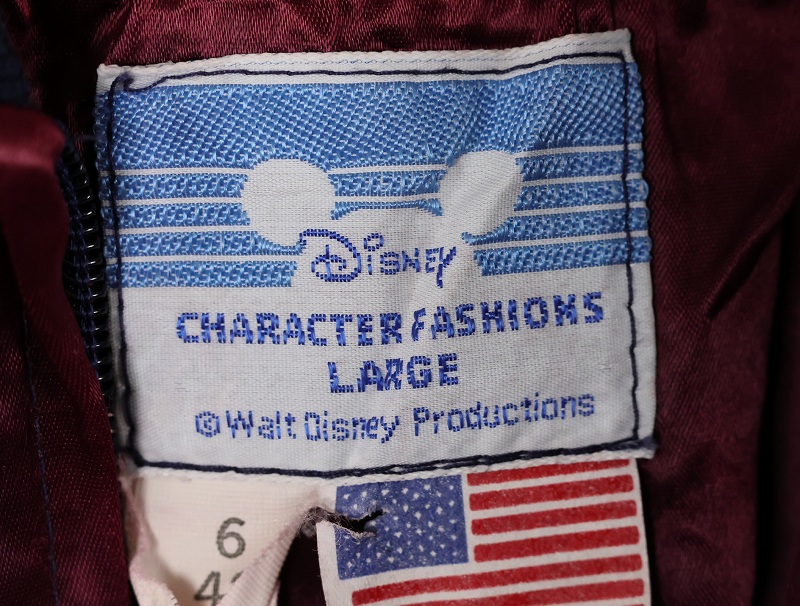 Disney
CHARACTER FASHIONS
LARGE
© Walt Disney Productions
6